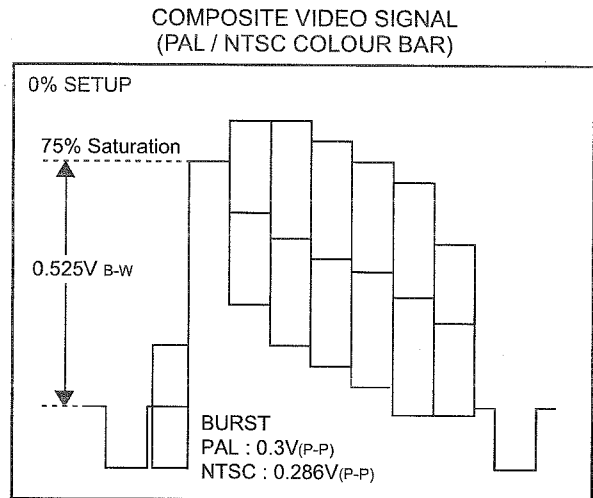 COMPOSITE VIDEO SIGNAL
(PAL / NTSC COLOUR BAR)
0% SETUP
75% Saturation
0.525V B-W
BURST
PAL : 0.3V(P-P)
NTSC : 0.286V(P-P)